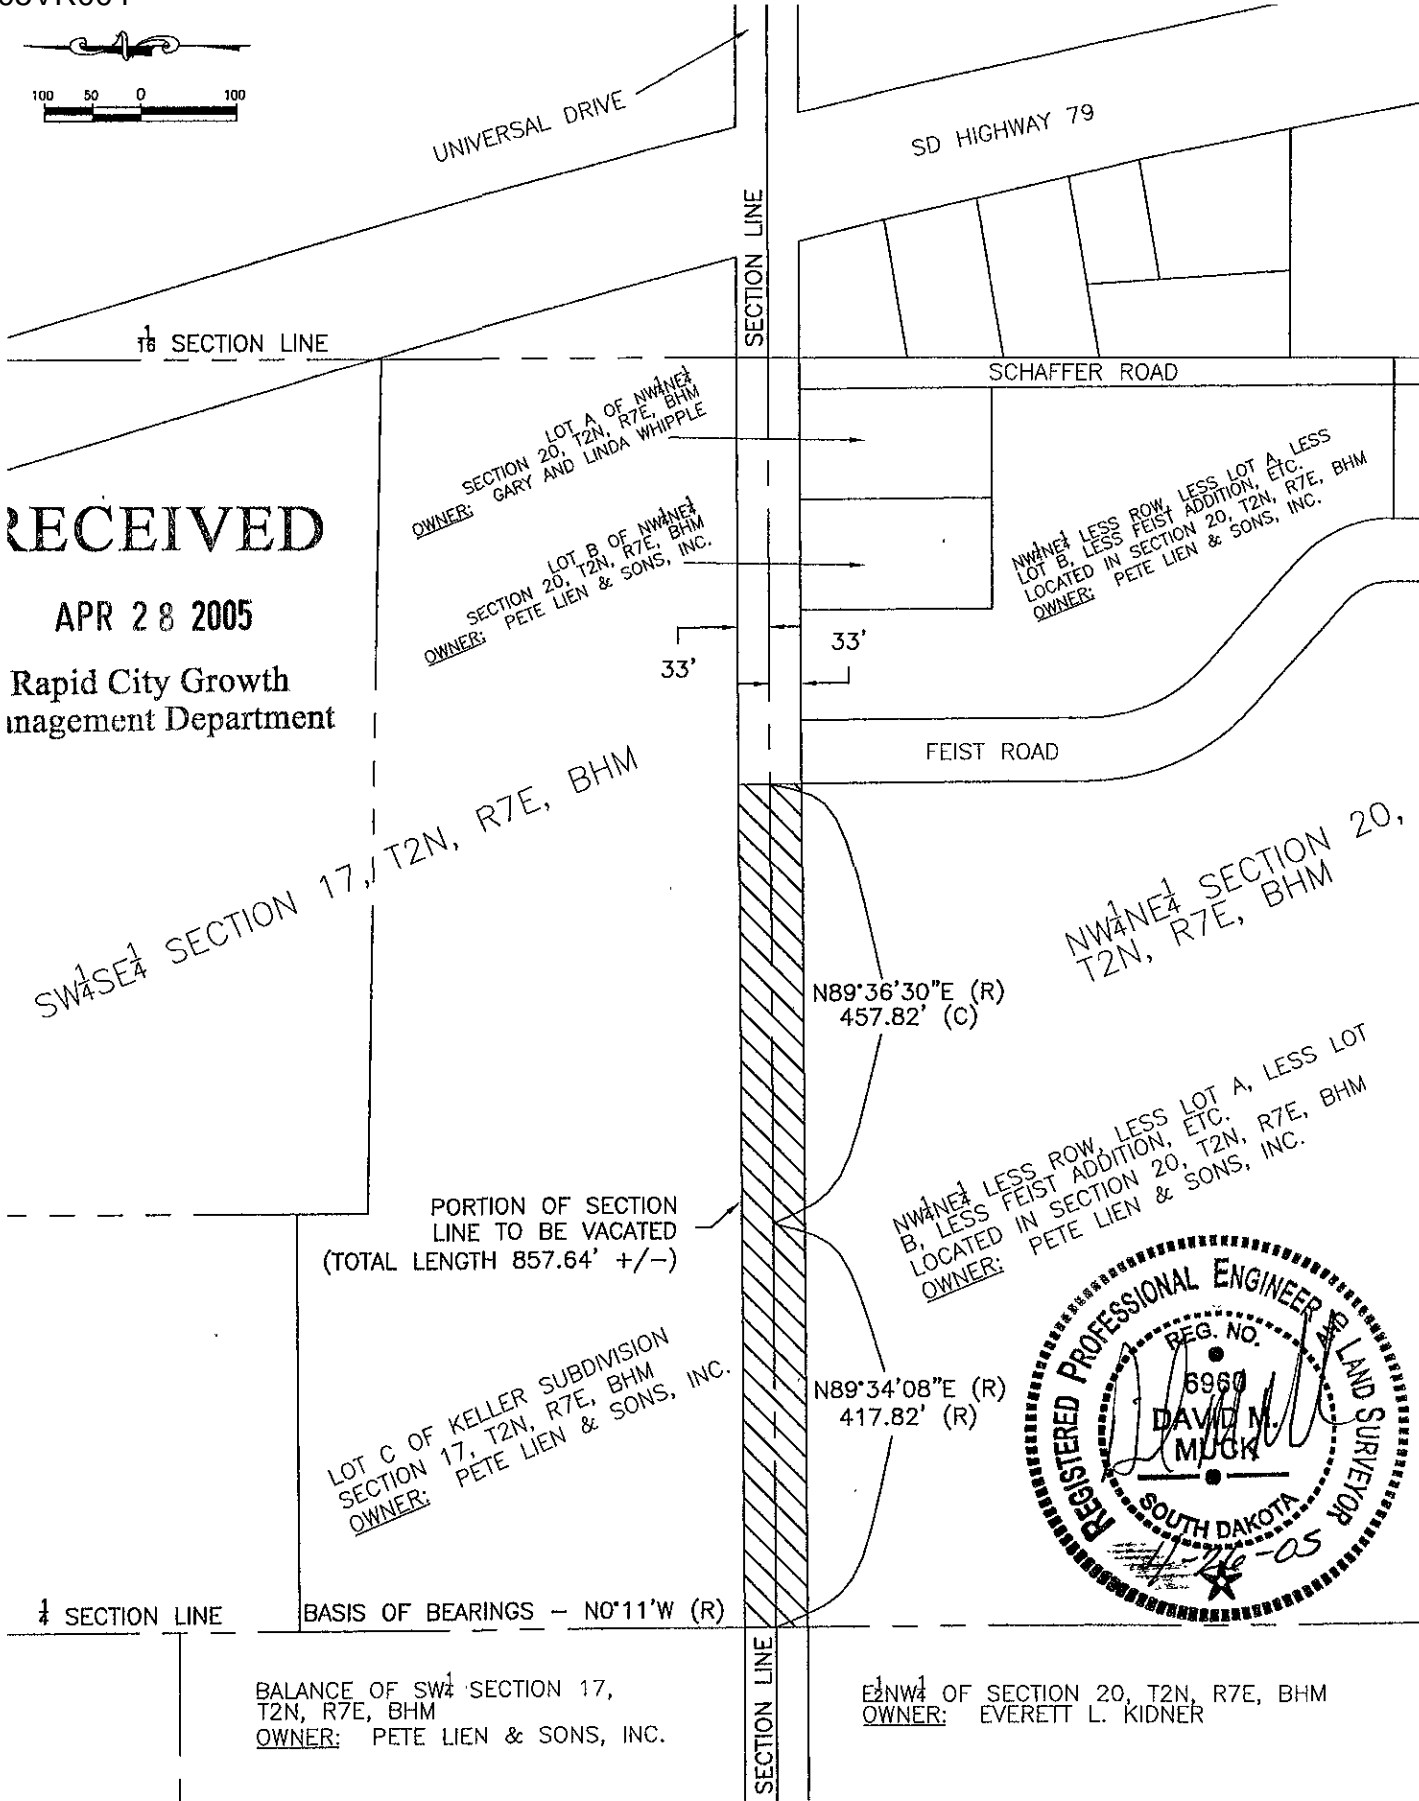 100 50 0 100
UNIVERSAL DRIVE
SD HIGHWAY 79
SECTION LINE
1/16 SECTION LINE
SCHAFFER ROAD
LOT A OF NW¼NE¼
SECTION 20, T2N, R7E, BHM
GARY AND LINDA WHIPPLE
OWNER:
LOT B OF NW¼NE¼
SECTION 20, T2N, R7E, BHM
OWNER: PETE LIEN & SONS, INC.
NW¼NE¼ LESS ROW, LESS LOT A, LESS
LOT B, LESS FEIST ADDITION, ETC.
LOCATED IN SECTION 20, T2N, R7E, BHM
OWNER: PETE LIEN & SONS, INC.
RECEIVED
APR 28 2005
Rapid City Growth
anagement Department
33'
33'
FEIST ROAD
SW¼SE¼ SECTION 17, T2N, R7E, BHM
NW¼NE¼ SECTION 20,
T2N, R7E, BHM
N89°36'30"E (R)
457.82' (C)
PORTION OF SECTION
LINE TO BE VACATED
(TOTAL LENGTH 857.64' +/-)
NW¼NE¼ LESS ROW, LESS LOT A, LESS LOT
B, LESS FEIST ADDITION, ETC.
LOCATED IN SECTION 20, T2N, R7E, BHM
OWNER: PETE LIEN & SONS, INC.
LOT C OF KELLER SUBDIVISION
SECTION 17, T2N, R7E, BHM
OWNER: PETE LIEN & SONS, INC.
N89°34'08"E (R)
417.82' (R)
REGISTERED PROFESSIONAL ENGINEER AND LAND SURVEYOR
REG. NO.
6960
DAVID M.
MUCK
SOUTH DAKOTA
4-26-05
¼ SECTION LINE
BASIS OF BEARINGS - N0°11'W (R)
SECTION LINE
BALANCE OF SW¼ SECTION 17,
T2N, R7E, BHM
OWNER: PETE LIEN & SONS, INC.
E½NW¼ OF SECTION 20, T2N, R7E, BHM
OWNER: EVERETT L. KIDNER